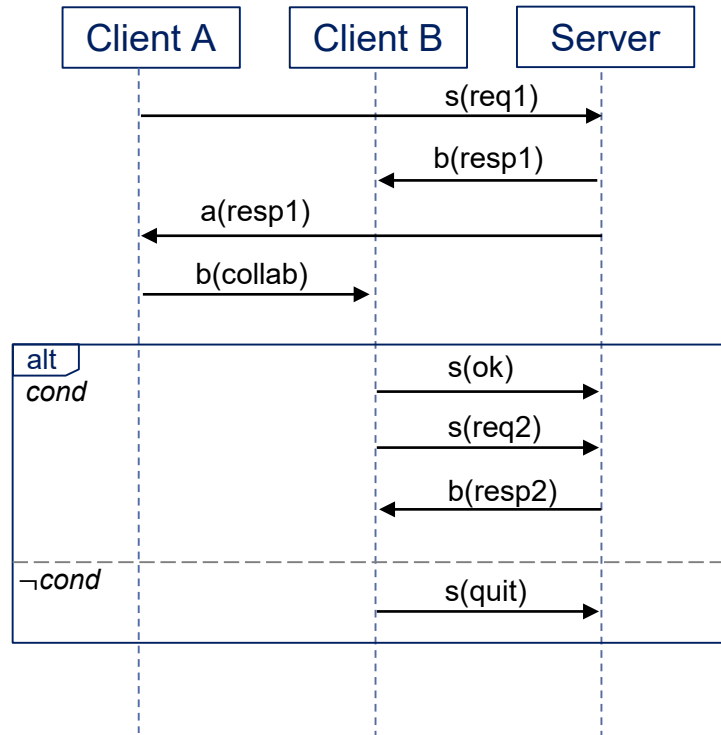 Client A
Client B
Server
s(req1)
b(resp1)
a(resp1)
b(collab)
alt
cond
s(ok)
s(req2)
b(resp2)
¬cond
s(quit)